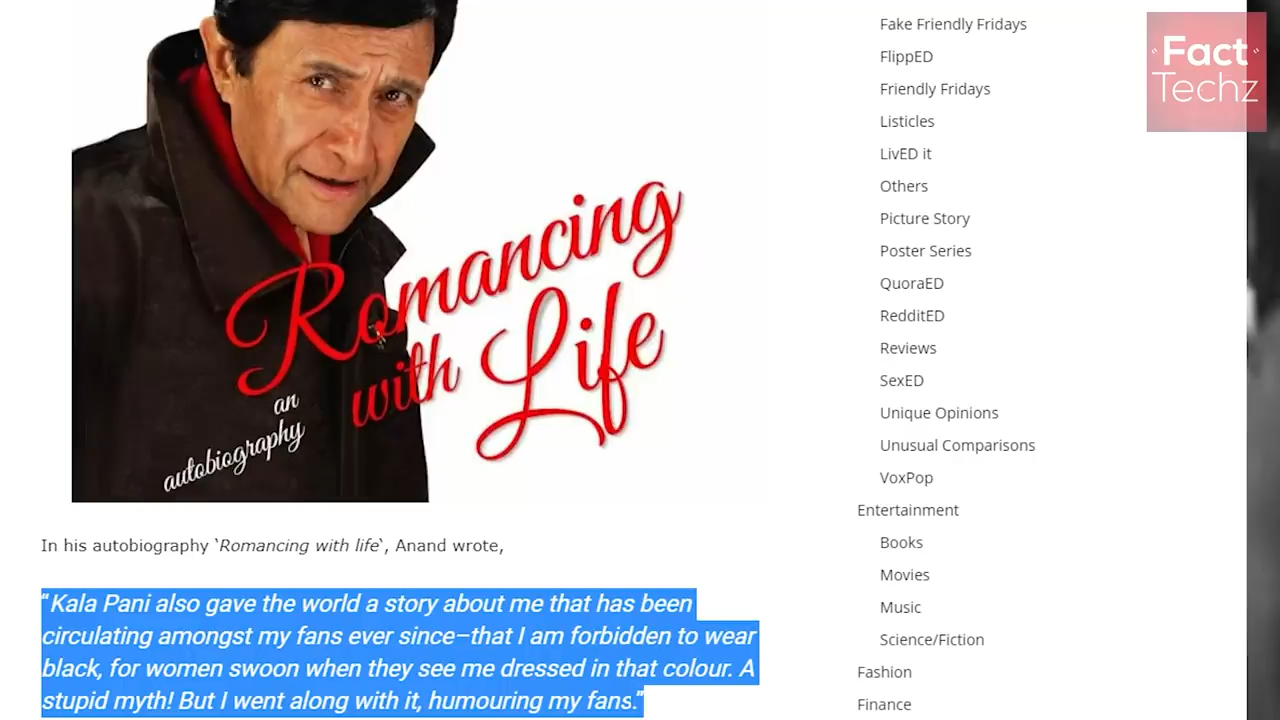 Romancing
with Life
an
autobiography
In his autobiography `Romancing with life`, Anand wrote,
“Kala Pani also gave the world a story about me that has been
circulating amongst my fans ever since–that I am forbidden to wear
black, for women swoon when they see me dressed in that colour. A
stupid myth! But I went along with it, humouring my fans.”
Fake Friendly Fridays
FlippED
Friendly Fridays
Listicles
LivED it
Others
Picture Story
Poster Series
QuoraED
RedditED
Reviews
SexED
Unique Opinions
Unusual Comparisons
VoxPop
Entertainment
Books
Movies
Music
Science/Fiction
Fashion
Finance
“Fact”
Techz